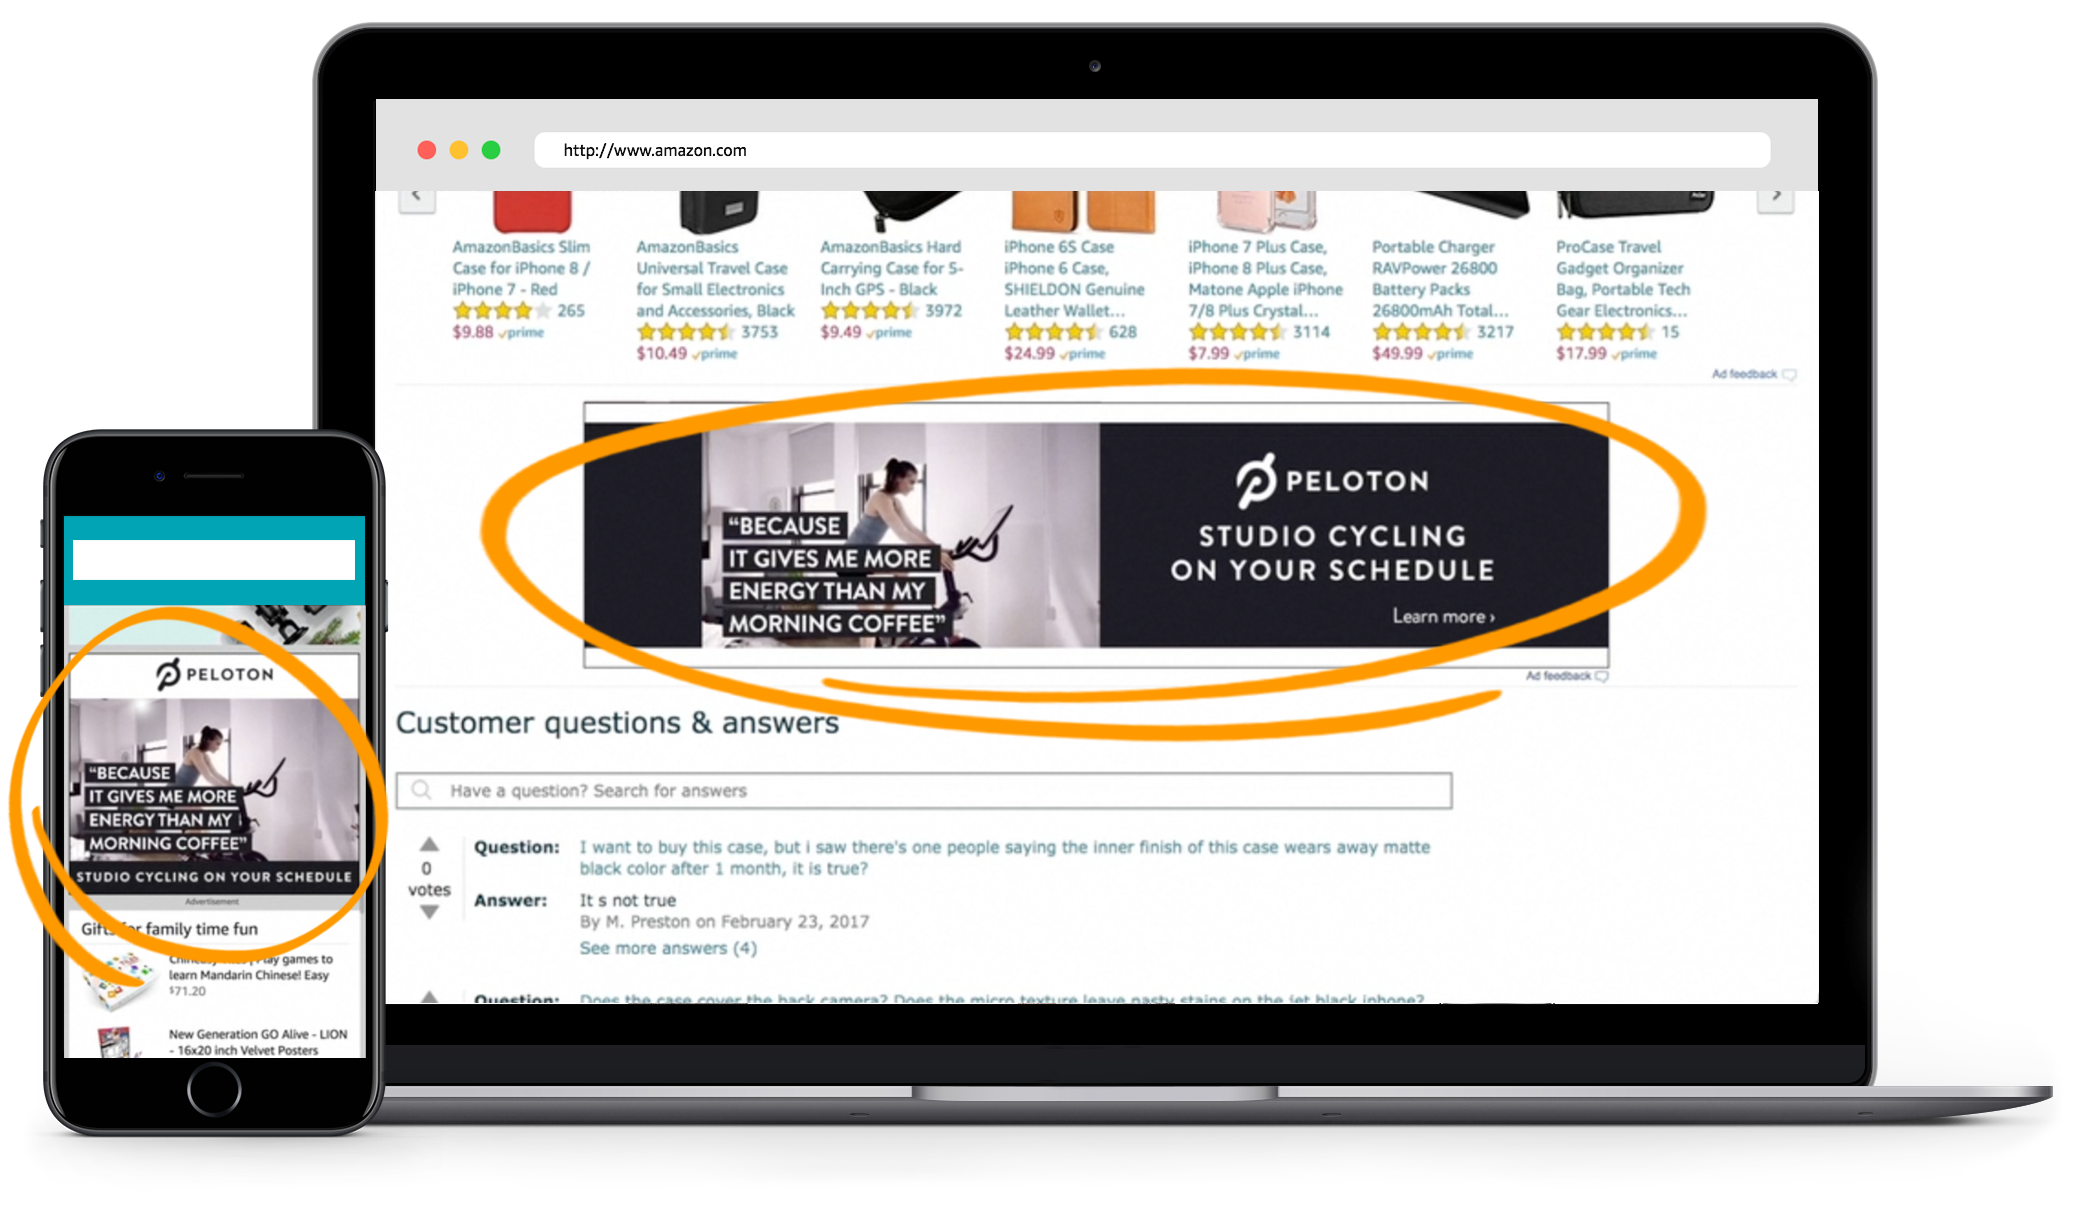 http://www.amazon.com
AmazonBasics Slim
Case for iPhone 8 /
iPhone 7 - Red
265
$9.88 prime
AmazonBasics
Universal Travel Case
for Small Electronics
and Accessories, Black
3753
$10.49 prime
AmazonBasics Hard
Carrying Case for 5-
Inch GPS - Black
3972
$9.49 prime
iPhone 6S Case
iPhone 6 Case,
SHIELDON Genuine
Leather Wallet...
628
$24.99 prime
iPhone 7 Plus Case,
iPhone 8 Plus Case,
Matone Apple iPhone
7/8 Plus Crystal...
3114
$7.99 prime
Portable Charger
RAVPower 26800
Battery Packs
26800mAh Total...
3217
$49.99 prime
ProCase Travel
Gadget Organizer
Bag, Portable Tech
Gear Electronics...
15
$17.99 prime
Ad feedback
“BECAUSE
IT GIVES ME MORE
ENERGY THAN MY
MORNING COFFEE”
PELOTON
STUDIO CYCLING
ON YOUR SCHEDULE
Learn more ›
Ad feedback
Customer questions & answers
Have a question? Search for answers
0
votes
Question: I want to buy this case, but i saw there's one people saying the inner finish of this case wears away matte
black color after 1 month, it is true?
Answer: It s not true
By M. Preston on February 23, 2017
See more answers (4)
Question: Does the case cover the back camera? Does the micro texture leave nasty stains on the jet black iphone?
PELOTON
“BECAUSE
IT GIVES ME MORE
ENERGY THAN MY
MORNING COFFEE”
STUDIO CYCLING ON YOUR SCHEDULE
Advertisement
Gifts for family time fun
Play games to
learn Mandarin Chinese! Easy
$71.20
New Generation GO Alive - LION
- 16x20 inch Velvet Posters